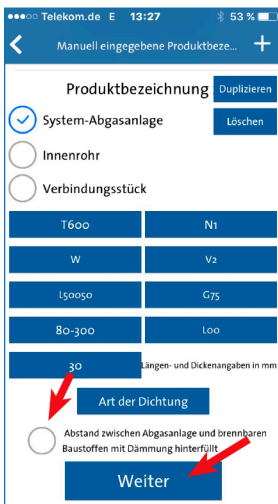 Telekom.de E 13:27 53 %
Manuell eingegebene Produktbeze... +
Produktbezeichnung Duplizieren
System-Abgasanlage Löschen
Innenrohr
Verbindungsstück
T600 N1
W V2
L50050 G75
80-300 L00
30 Längen- und Dickenangaben in mm
Art der Dichtung
Abstand zwischen Abgasanlage und brennbaren
Baustoffen mit Dämmung hinterfüllt
Weiter